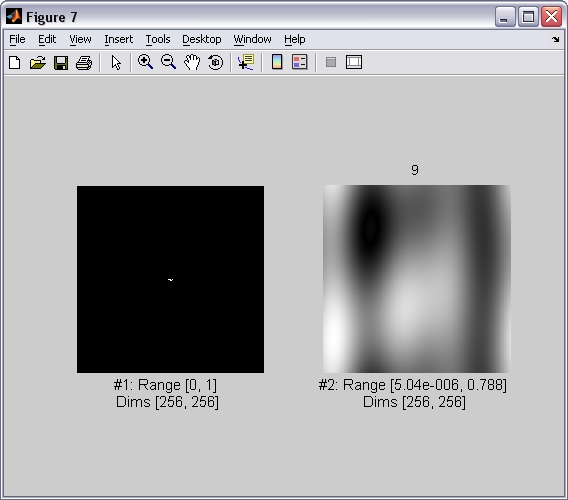 Figure 7
File Edit View Insert Tools Desktop Window Help
9
#1: Range [0, 1]
Dims [256, 256]
#2: Range [5.04e-006, 0.788]
Dims [256, 256]